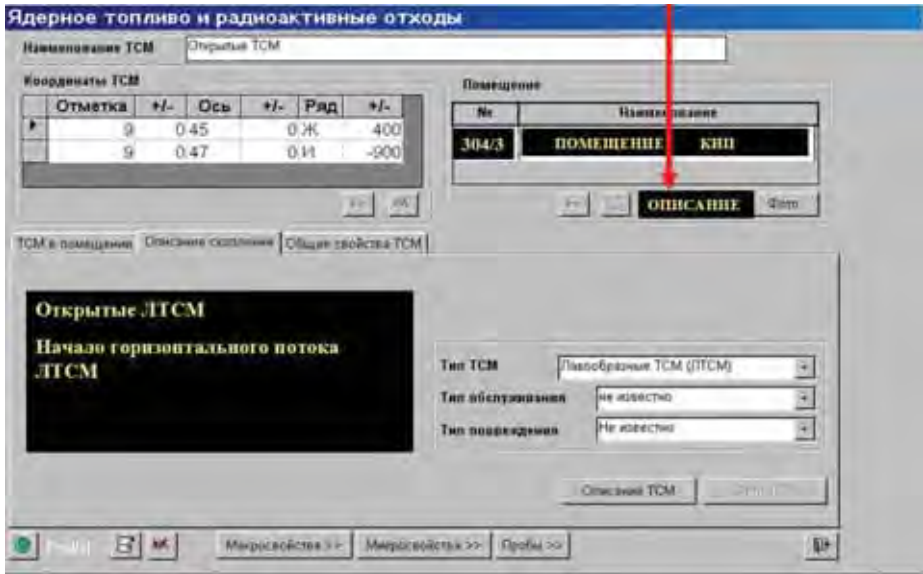 Ядерное топливо и радиоактивные отходы
Наименование ТСМ
Открытые ТСМ
Координаты ТСМ
Отметка +/- Ось +/- Ряд +/-
9 0.45 0 Ж 400
9 0.47 0 И -900
Помещение
№ Наименование
304/3 ПОМЕЩЕНИЕ КИП
ОПИСАНИЕ Фото
ТСМ в помещении Описание скопления Общие свойства ТСМ
Открытые ЛТСМ
Начало горизонтального потока
ЛТСМ
Тип ТСМ Лавообразные ТСМ (ЛТСМ)
Тип обслуживания не известно
Тип повреждения Не известно
Описание ТСМ
Макросвойства >> Микросвойства >> Пробы >>